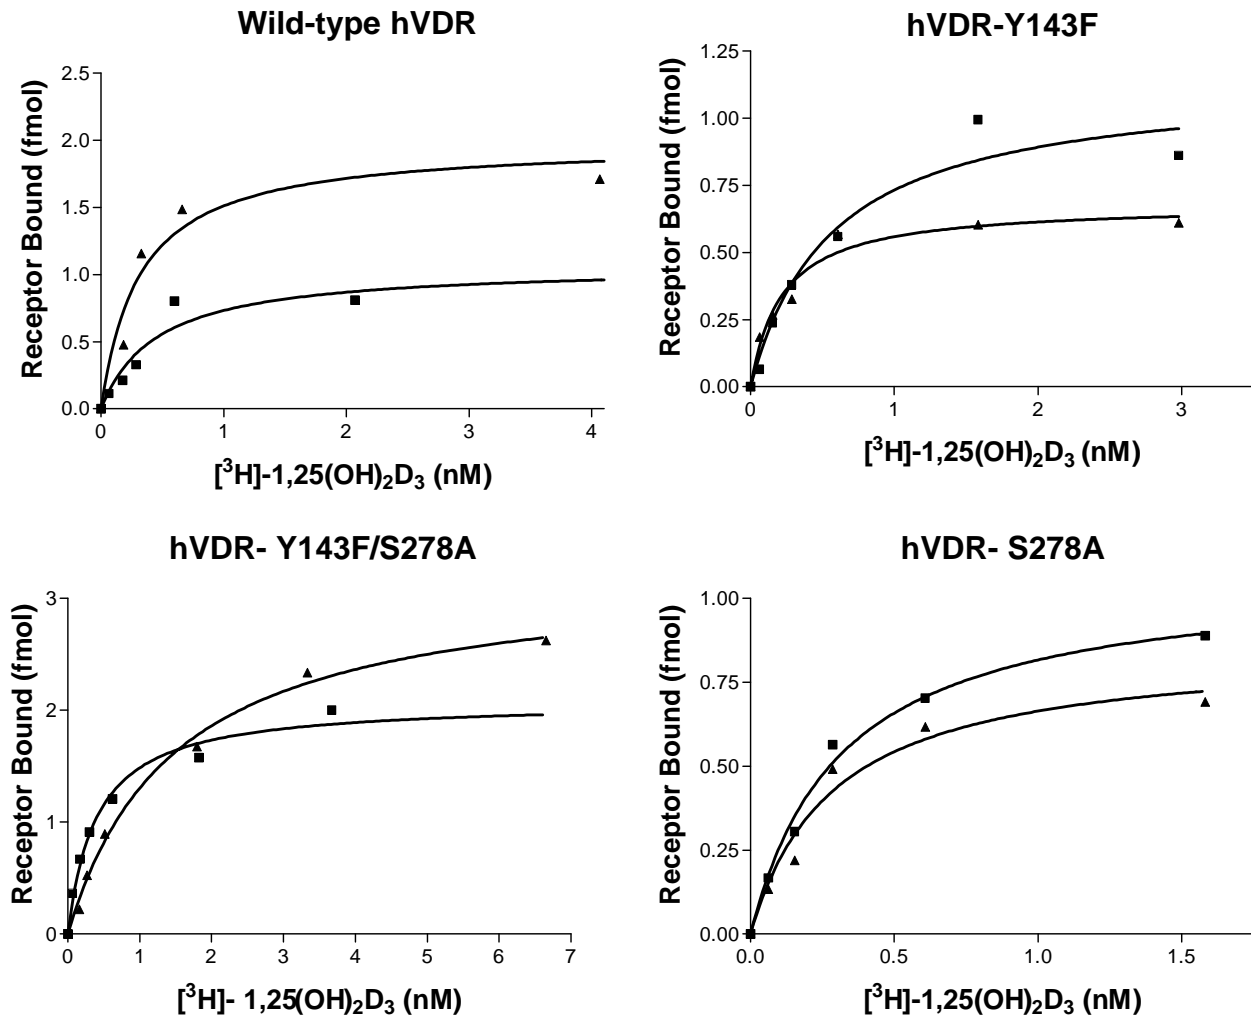 Wild-type hVDR
2.5
2.0
1.5
1.0
0.5
0.0
0 1 2 3 4
Receptor Bound (fmol)
[³H]-1,25(OH)₂D₃ (nM)
hVDR-Y143F
1.25
1.00
0.75
0.50
0.25
0.00
0 1 2 3
Receptor Bound (fmol)
[³H]-1,25(OH)₂D₃ (nM)
hVDR- Y143F/S278A
3
2
1
0
0 1 2 3 4 5 6 7
Receptor Bound (fmol)
[³H]- 1,25(OH)₂D₃ (nM)
hVDR- S278A
1.00
0.75
0.50
0.25
0.00
0.0 0.5 1.0 1.5
Receptor Bound (fmol)
[³H]-1,25(OH)₂D₃ (nM)